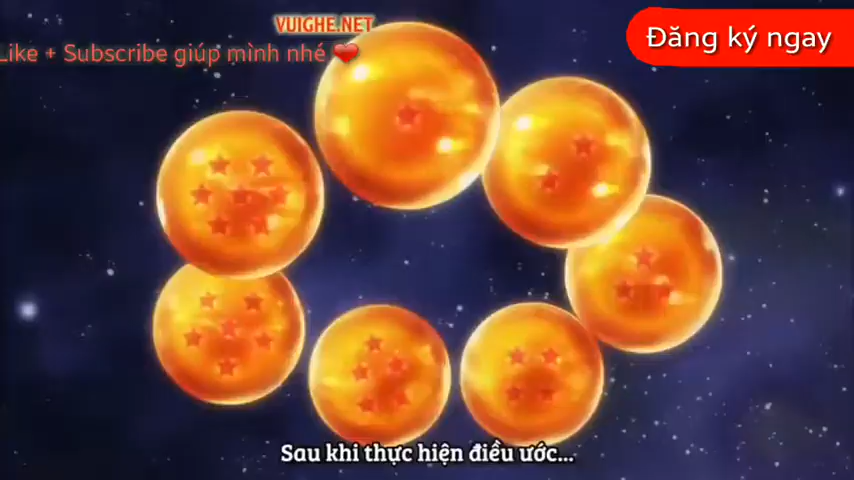 VUIGHE.NET
Like + Subscribe giúp mình nhé ❤
Đăng ký ngay
Sau khi thực hiện điều ước...